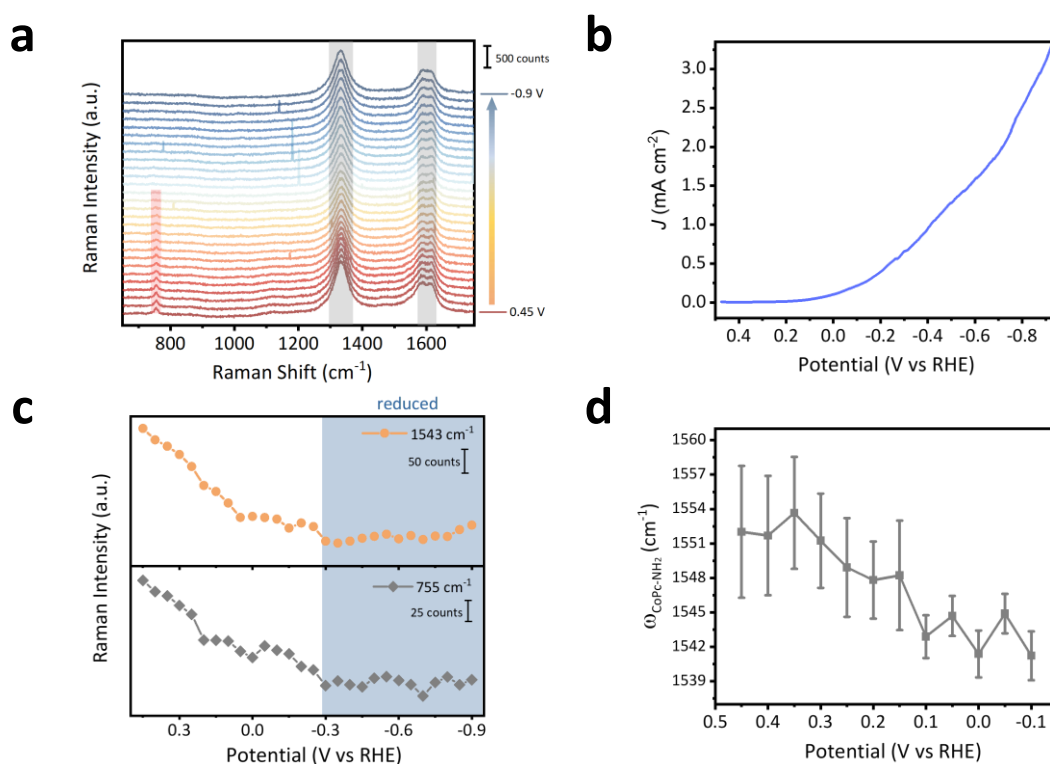 a
500 counts
-0.9 V
0.45 V
Raman Intensity (a.u.)
800 1000 1200 1400 1600
Raman Shift (cm⁻¹)
b
3.0
2.5
2.0
1.5
1.0
0.5
0.0
J (mA cm⁻²)
0.4 0.2 0.0 -0.2 -0.4 -0.6 -0.8
Potential (V vs RHE)
c
reduced
1543 cm⁻¹
50 counts
755 cm⁻¹
25 counts
Raman Intensity (a.u.)
0.3 0.0 -0.3 -0.6 -0.9
Potential (V vs RHE)
d
1560
1557
1554
1551
1548
1545
1542
1539
ω_CoPc-NH₂ (cm⁻¹)
0.5 0.4 0.3 0.2 0.1 0.0 -0.1
Potential (V vs RHE)